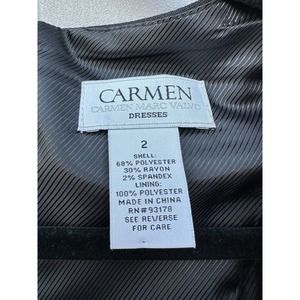 CARMEN
CARMEN MARC VALVO
DRESSES
2
SHELL:
68% POLYESTER
30% RAYON
2% SPANDEX
LINING:
100% POLYESTER
MADE IN CHINA
RN#93178
SEE REVERSE
FOR CARE